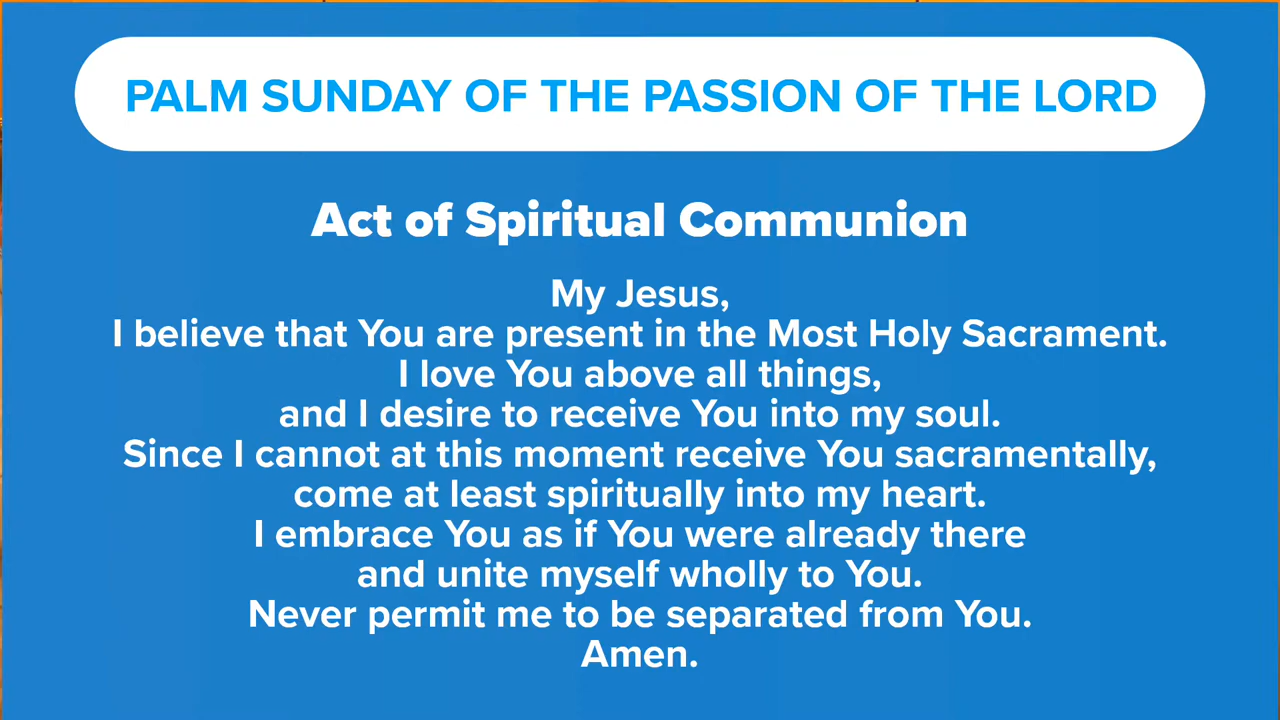 PALM SUNDAY OF THE PASSION OF THE LORD
Act of Spiritual Communion
My Jesus,
I believe that You are present in the Most Holy Sacrament.
I love You above all things,
and I desire to receive You into my soul.
Since I cannot at this moment receive You sacramentally,
come at least spiritually into my heart.
I embrace You as if You were already there
and unite myself wholly to You.
Never permit me to be separated from You.
Amen.